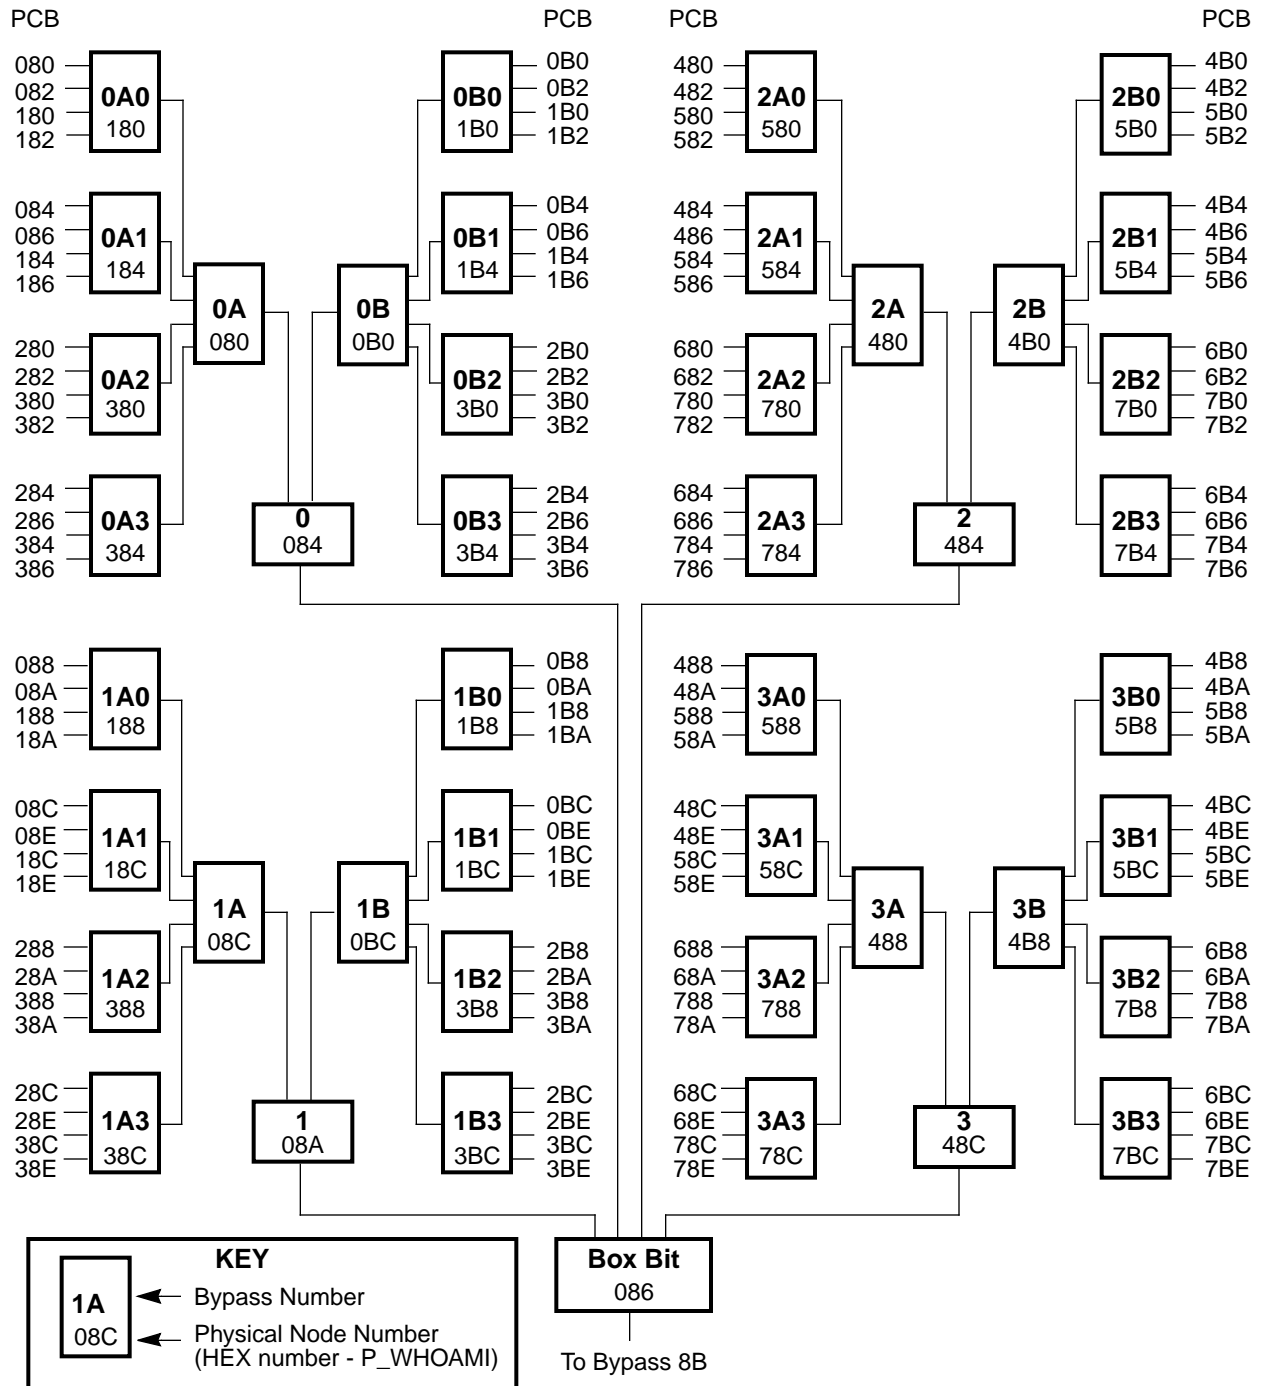 PCB PCB PCB PCB
080
082
180
182
0A0
180
0B0
1B0
0B0
0B2
1B0
1B2
480
482
580
582
2A0
580
2B0
5B0
4B0
4B2
5B0
5B2
084
086
184
186
0A1
184
0B1
1B4
0B4
0B6
1B4
1B6
484
486
584
586
2A1
584
2B1
5B4
4B4
4B6
5B4
5B6
0A
080
0B
0B0
2A
480
2B
4B0
280
282
380
382
0A2
380
0B2
3B0
2B0
2B2
3B0
3B2
680
682
780
782
2A2
780
2B2
7B0
6B0
6B2
7B0
7B2
284
286
384
386
0A3
384
0
084
0B3
3B4
2B4
2B6
3B4
3B6
684
686
784
786
2A3
784
2
484
2B3
7B4
6B4
6B6
7B4
7B6
088
08A
188
18A
1A0
188
1B0
1B8
0B8
0BA
1B8
1BA
488
48A
588
58A
3A0
588
3B0
5B8
4B8
4BA
5B8
5BA
08C
08E
18C
18E
1A1
18C
1B1
1BC
0BC
0BE
1BC
1BE
48C
48E
58C
58E
3A1
58C
3B1
5BC
4BC
4BE
5BC
5BE
1A
08C
1B
0BC
3A
488
3B
4B8
288
28A
388
38A
1A2
388
1B2
3B8
2B8
2BA
3B8
3BA
688
68A
788
78A
3A2
788
3B2
7B8
6B8
6BA
7B8
7BA
28C
28E
38C
38E
1A3
38C
1
08A
1B3
3BC
2BC
2BE
3BC
3BE
68C
68E
78C
78E
3A3
78C
3
48C
3B3
7BC
6BC
6BE
7BC
7BE
KEY
1A
08C
Bypass Number
Physical Node Number
(HEX number - P_WHOAMI)
Box Bit
086
To Bypass 8B